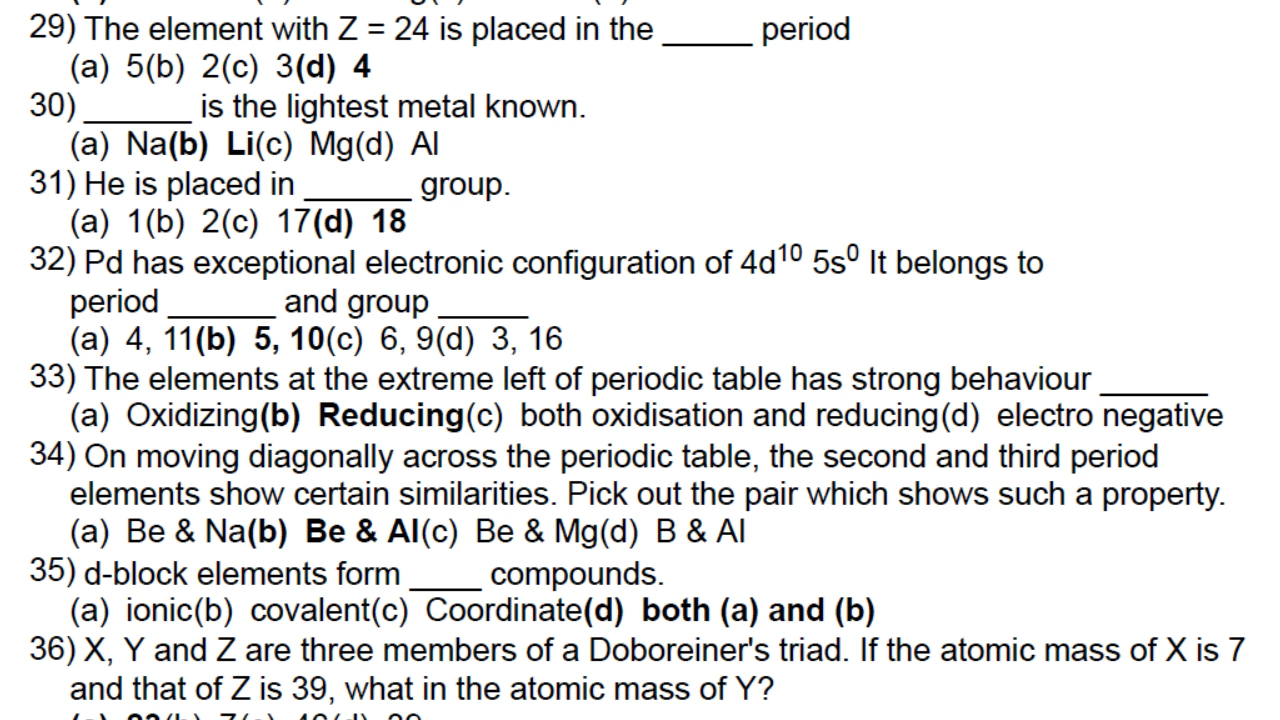 29) The element with Z = 24 is placed in the _____ period
(a) 5(b) 2(c) 3(d) 4
30) ______ is the lightest metal known.
(a) Na(b) Li(c) Mg(d) Al
31) He is placed in ______ group.
(a) 1(b) 2(c) 17(d) 18
32) Pd has exceptional electronic configuration of 4d¹⁰ 5s⁰ It belongs to
period ______ and group _____
(a) 4, 11(b) 5, 10(c) 6, 9(d) 3, 16
33) The elements at the extreme left of periodic table has strong behaviour ______
(a) Oxidizing(b) Reducing(c) both oxidisation and reducing(d) electro negative
34) On moving diagonally across the periodic table, the second and third period
elements show certain similarities. Pick out the pair which shows such a property.
(a) Be & Na(b) Be & Al(c) Be & Mg(d) B & Al
35) d-block elements form ____ compounds.
(a) ionic(b) covalent(c) Coordinate(d) both (a) and (b)
36) X, Y and Z are three members of a Doboreiner's triad. If the atomic mass of X is 7
and that of Z is 39, what in the atomic mass of Y?